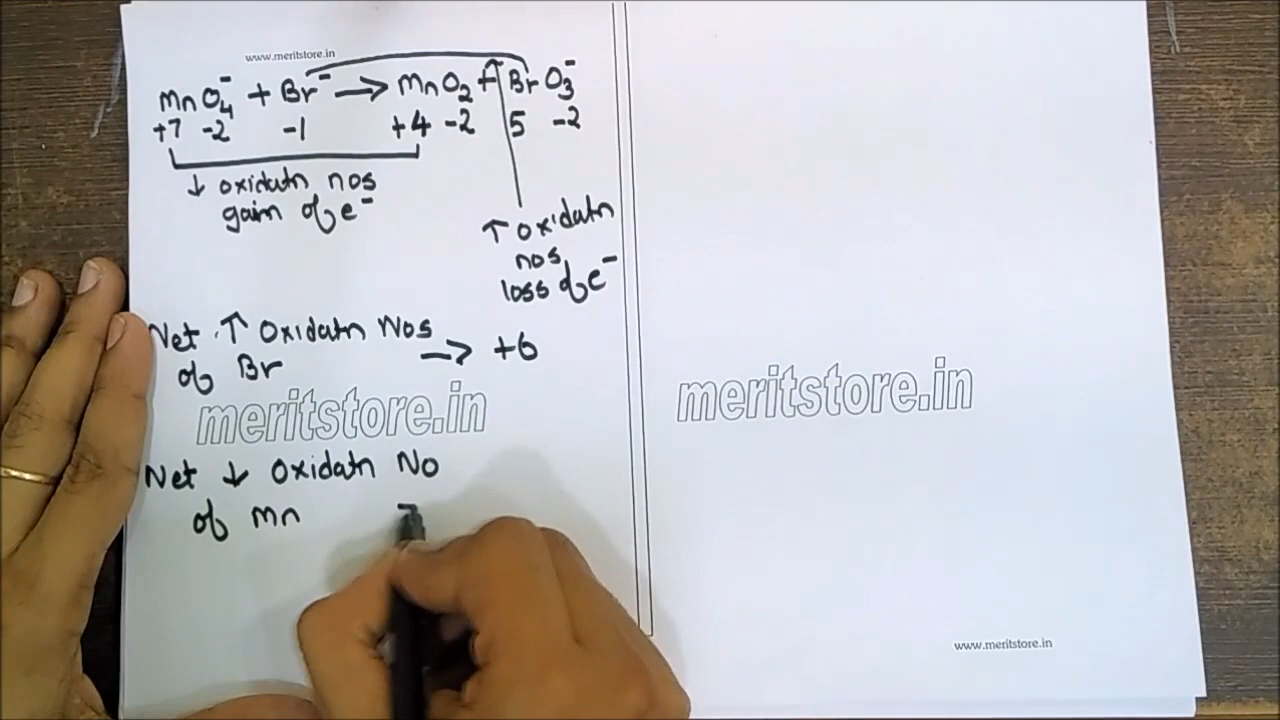 www.meritstore.in
MnO4⁻ + Br⁻ → MnO2 + BrO3⁻
+7 -2 -1 +4 -2 5 -2
↓ oxidatn nos
gain of e⁻
↑ oxidatn
nos
loss of e⁻
Net ↑ Oxidatn Nos
of Br → +6
meritstore.in
Net ↓ Oxidatn No
of Mn
meritstore.in
www.meritstore.in